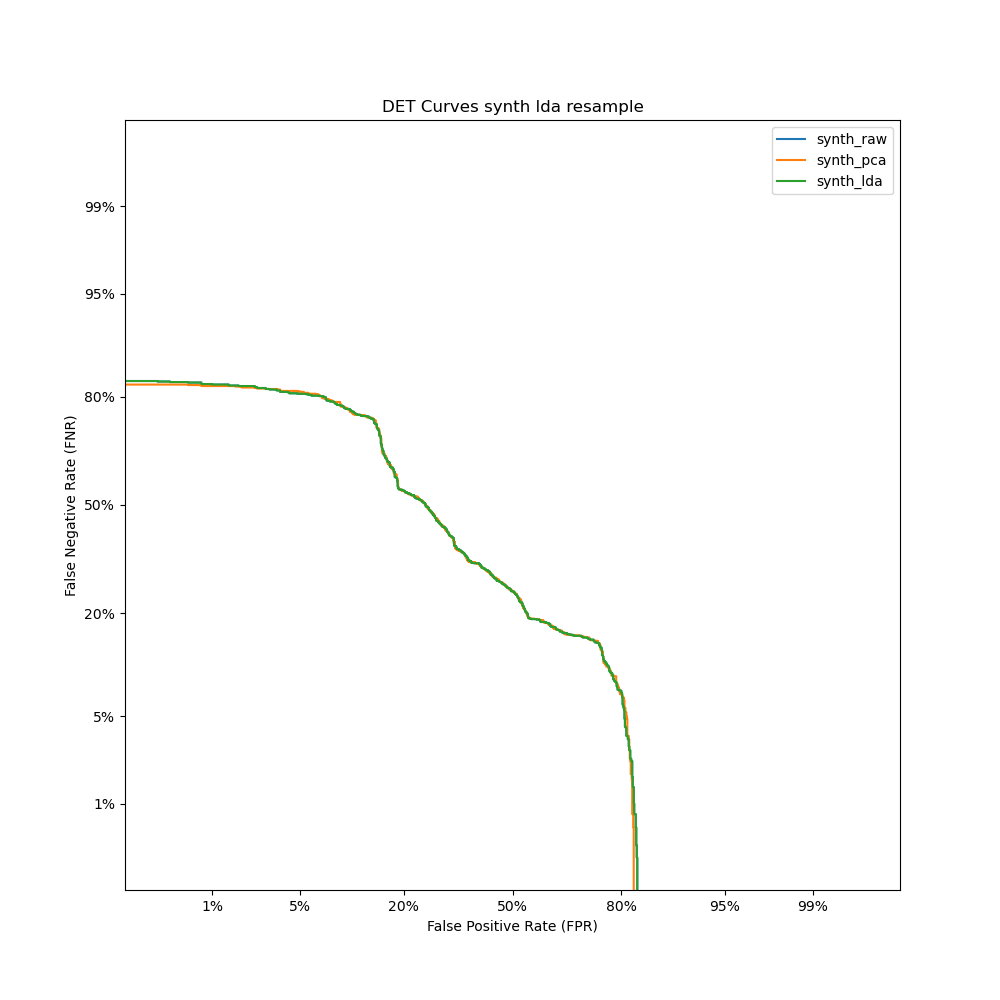 DET Curves synth lda resample
synth_raw
synth_pca
synth_lda
99%
95%
80%
50%
20%
5%
1%
False Negative Rate (FNR)
1%
5%
20%
50%
80%
95%
99%
False Positive Rate (FPR)